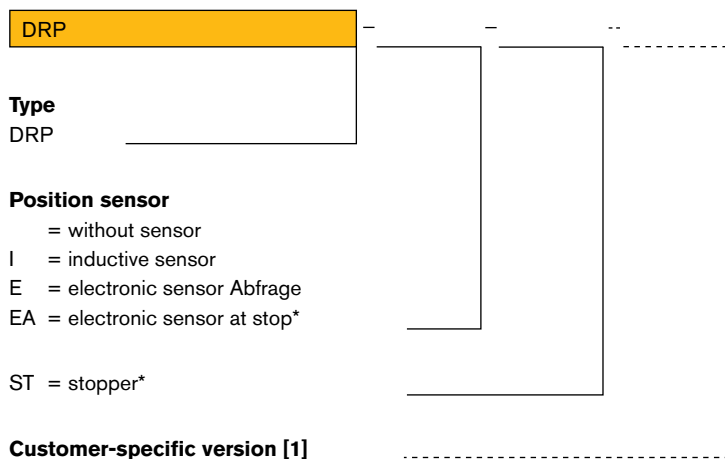 DRP – – --
Type
DRP
Position sensor
= without sensor
I = inductive sensor
E = electronic sensor Abfrage
EA = electronic sensor at stop*
ST = stopper*
Customer-specific version [1]